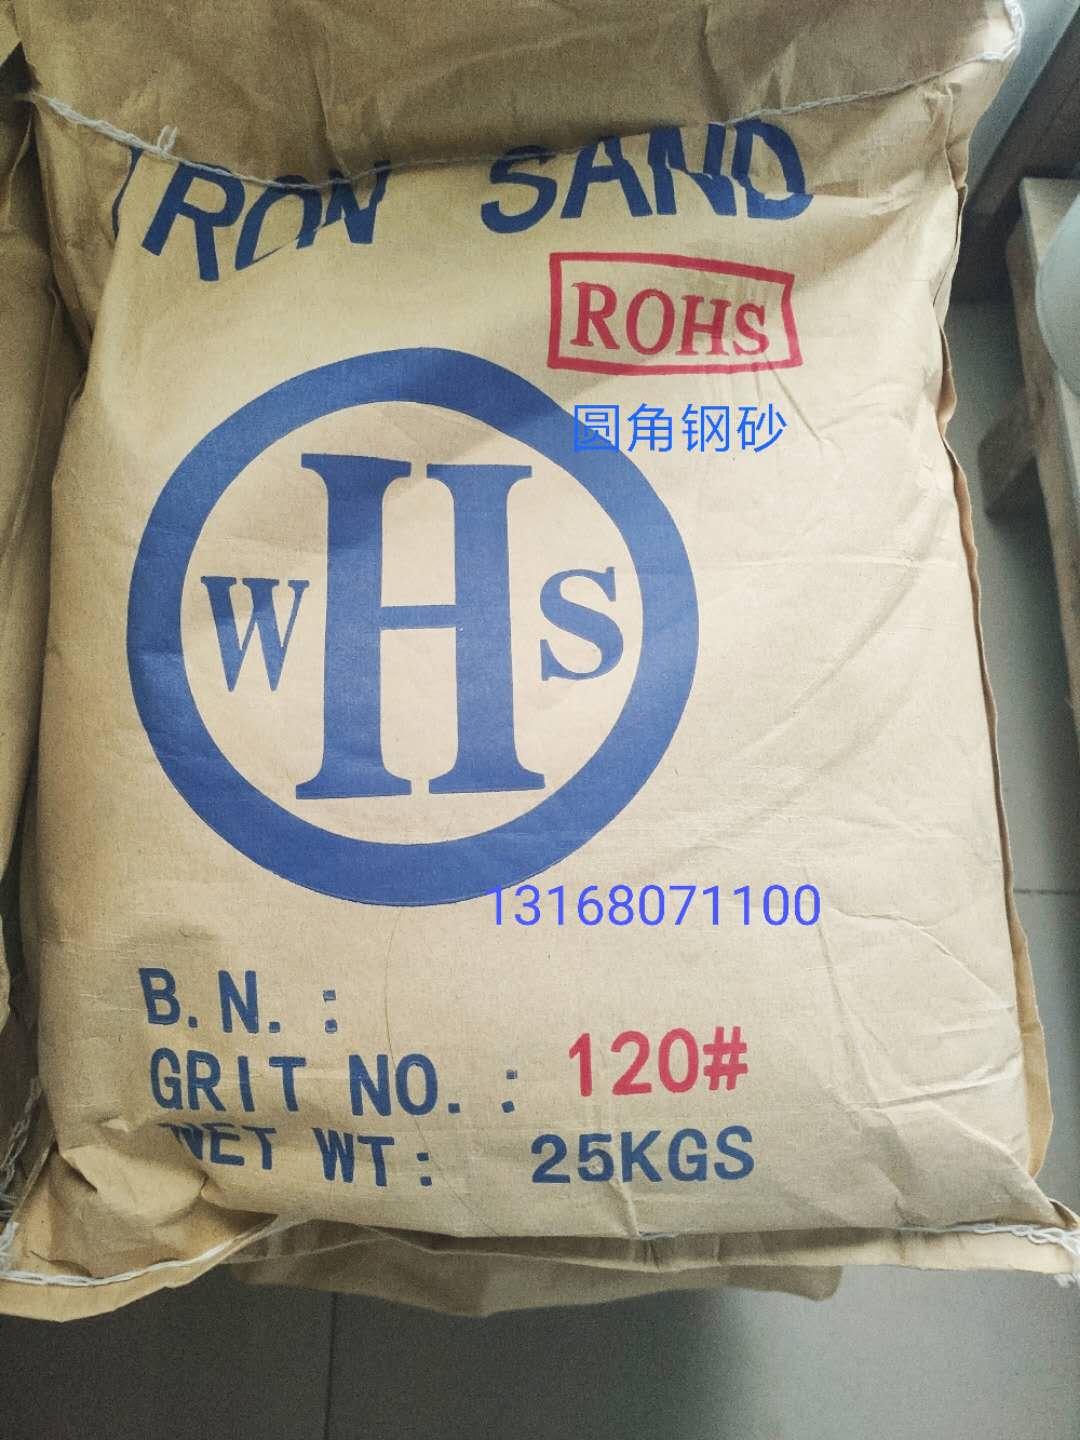 IRON SAND
ROHS
圆角钢砂
W H S
13168071100
B.N.:
GRIT NO.: 120#
NET WT: 25KGS